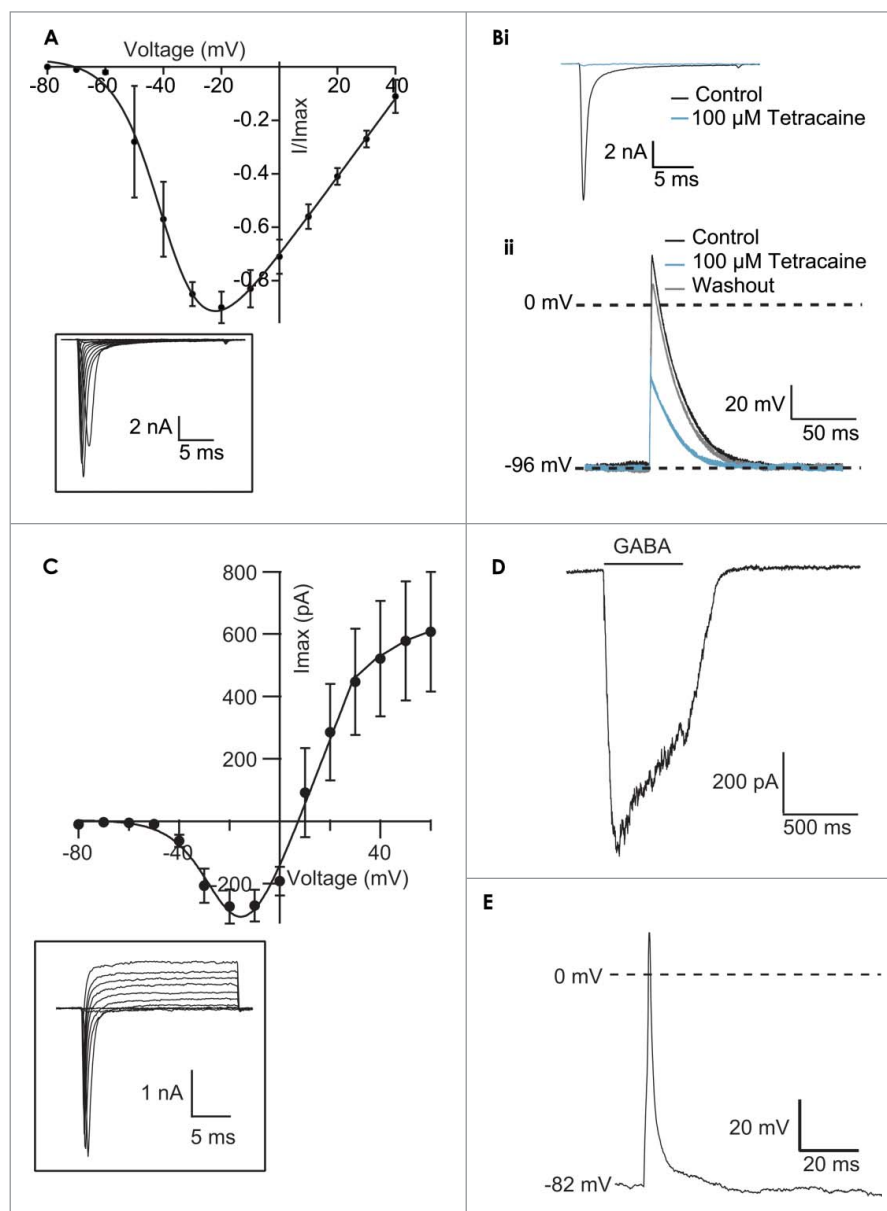 A
Voltage (mV)
-80 -60 -40 -20 20 40
-0.2
-0.4
-0.6
-0.8
I/Imax
2 nA
5 ms
Bi
Control
100 µM Tetracaine
2 nA
5 ms
ii
Control
100 µM Tetracaine
Washout
0 mV
20 mV
50 ms
-96 mV
C
800
600
400
200
-200
Imax (pA)
-80 -40 40
Voltage (mV)
1 nA
5 ms
D
GABA
200 pA
500 ms
E
0 mV
20 mV
20 ms
-82 mV